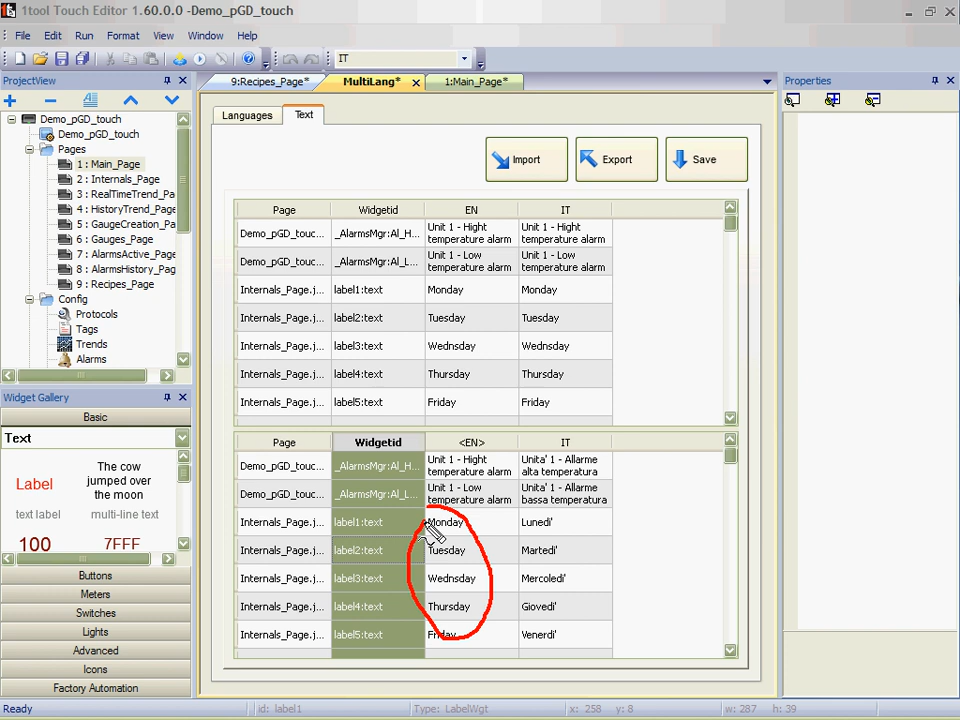 1tool Touch Editor 1.60.0.0 -Demo_pGD_touch
File Edit Run Format View Window Help
IT
ProjectView
9:Recipes_Page* MultiLang* 1:Main_Page*
Properties
Demo_pGD_touch
Demo_pGD_touch
Pages
1 : Main_Page
2 : Internals_Page
3 : RealTimeTrend_Pa
4 : HistoryTrend_Page
5 : GaugeCreation_Pa
6 : Gauges_Page
7 : AlarmsActive_Page
8 : AlarmsHistory_Pag
9 : Recipes_Page
Config
Protocols
Tags
Trends
Alarms
Languages Text
Import Export Save
Page Widgetid EN IT
Demo_pGD_touc... _AlarmsMgr:Al_H... Unit 1 - Hight temperature alarm Unit 1 - Hight temperature alarm
Demo_pGD_touc... _AlarmsMgr:Al_L... Unit 1 - Low temperature alarm Unit 1 - Low temperature alarm
Internals_Page.j... label1:text Monday Monday
Internals_Page.j... label2:text Tuesday Tuesday
Internals_Page.j... label3:text Wednsday Wednsday
Internals_Page.j... label4:text Thursday Thursday
Internals_Page.j... label5:text Friday Friday
Page Widgetid <EN> IT
Demo_pGD_touc... _AlarmsMgr:Al_H... Unit 1 - Hight temperature alarm Unita' 1 - Allarme alta temperatura
Demo_pGD_touc... _AlarmsMgr:Al_L... Unit 1 - Low temperature alarm Unita' 1 - Allarme bassa temperatura
Internals_Page.j... label1:text Monday Lunedi'
Internals_Page.j... label2:text Tuesday Martedi'
Internals_Page.j... label3:text Wednsday Mercoledi'
Internals_Page.j... label4:text Thursday Giovedi'
Internals_Page.j... label5:text Friday Venerdi'
Widget Gallery
Basic
Text
Label
The cow
jumped over
the moon
text label multi-line text
100 7FFF
Buttons
Meters
Switches
Lights
Advanced
Icons
Factory Automation
Ready id: label1 Type: LabelWgt x: 258 y: 8 w: 287 h: 39